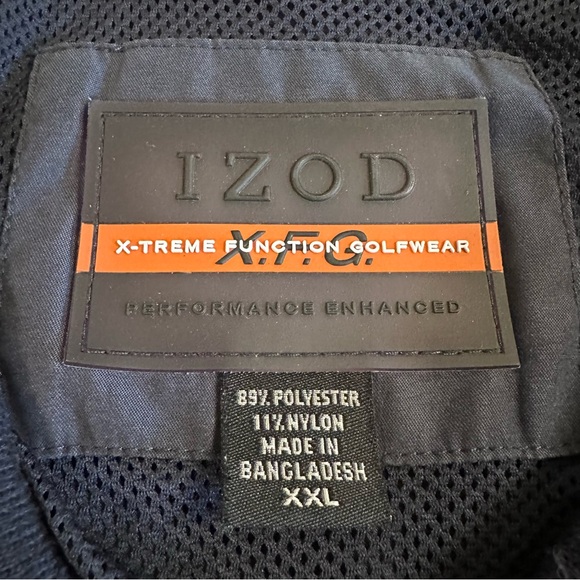 IZOD
X-TREME FUNCTION GOLFWEAR
X.F.G.
PERFORMANCE ENHANCED
89% POLYESTER
11% NYLON
MADE IN
BANGLADESH
XXL